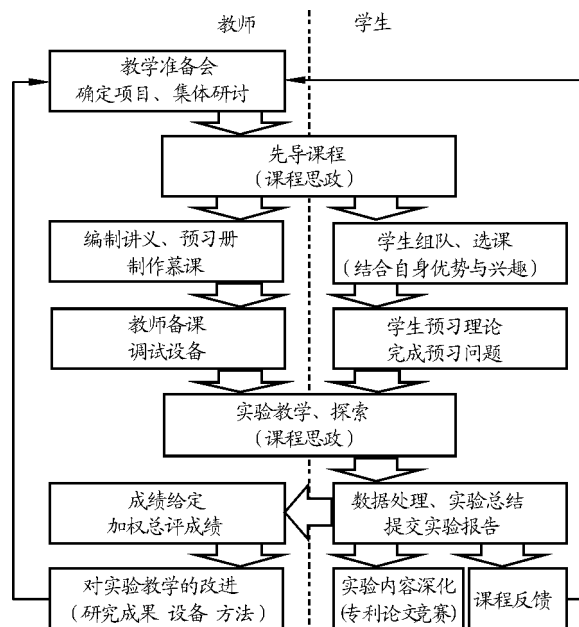 教师
学生
教学准备会
确定项目、集体研讨
先导课程
(课程思政)
编制讲义、预习册
制作慕课
学生组队、选课
(结合自身优势与兴趣)
教师备课
调试设备
学生预习理论
完成预习问题
实验教学、探索
(课程思政)
成绩给定
加权总评成绩
数据处理、实验总结
提交实验报告
对实验教学的改进
(研究成果 设备 方法)
实验内容深化
(专利论文竞赛)
课程反馈